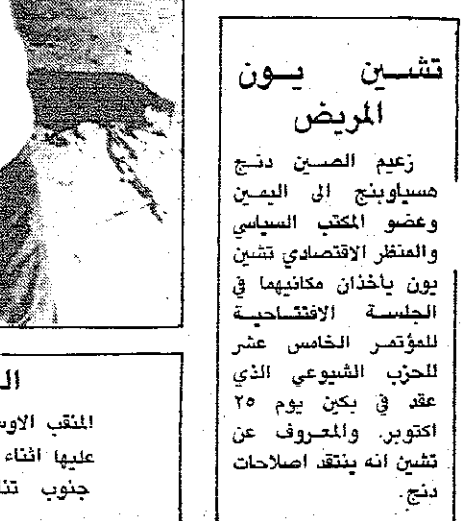 تشين يون
المريض
زعيم الصين دنج
هسياوبنج الى اليمين
وعضو المكتب السياسي
والمنظر الاقتصادي تشين
يون يأخذان مكانيهما في
الجلسة الافتتاحية
للمؤتمر الخامس عشر
للحزب الشيوعي الذي
عقد في بكين يوم ٢٥
اكتوبر. والمعروف عن
تشين انه ينتقد اصلاحات
دنج.
المنقب
عليها اثناء
جنوب